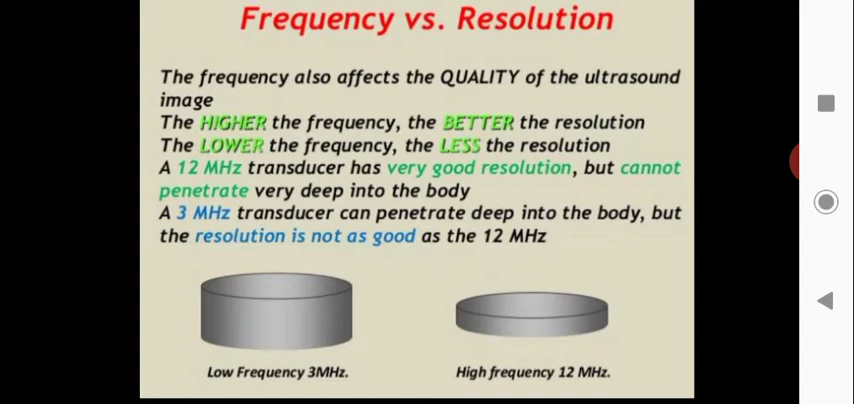 Frequency vs. Resolution
The frequency also affects the QUALITY of the ultrasound
image
The HIGHER the frequency, the BETTER the resolution
The LOWER the frequency, the LESS the resolution
A 12 MHz transducer has very good resolution, but cannot
penetrate very deep into the body
A 3 MHz transducer can penetrate deep into the body, but
the resolution is not as good as the 12 MHz
Low Frequency 3MHz.
High frequency 12 MHz.